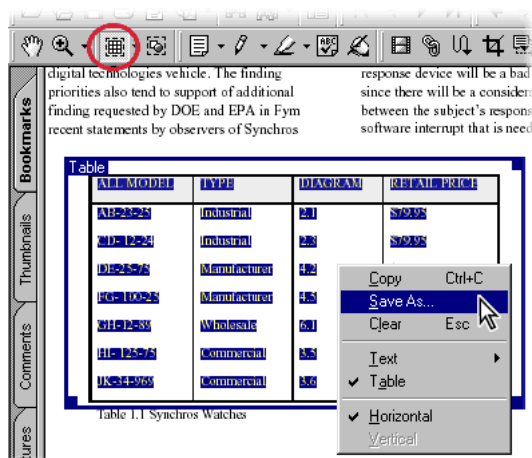 digital technologies vehicle. The finding
priorities also tend to support of additional
finding requested by DOE and EPA in Fym
recent statements by observers of Synchros
response device will be a bad
since there will be a consider
between the subject's respons
software interrupt that is need
Bookmarks
Thumbnails
Comments
tures
Table
ALL MODEL TYPE DIAGRAM RETAIL PRICE
AB-23-25 Industrial 2.1 $79.95
CD-12-24 Industrial 2.3 $79.95
DE-25-75 Manufacturer 4.2
FG-100-25 Manufacturer 4.5
GH-12-89 Wholesale 6.1
HI-125-75 Commercial 3.5
JK-34-969 Commercial 3.6
Table 1.1 Synchros Watches
Copy Ctrl+C
Save As...
Clear Esc
Text
Table
Horizontal
Vertical